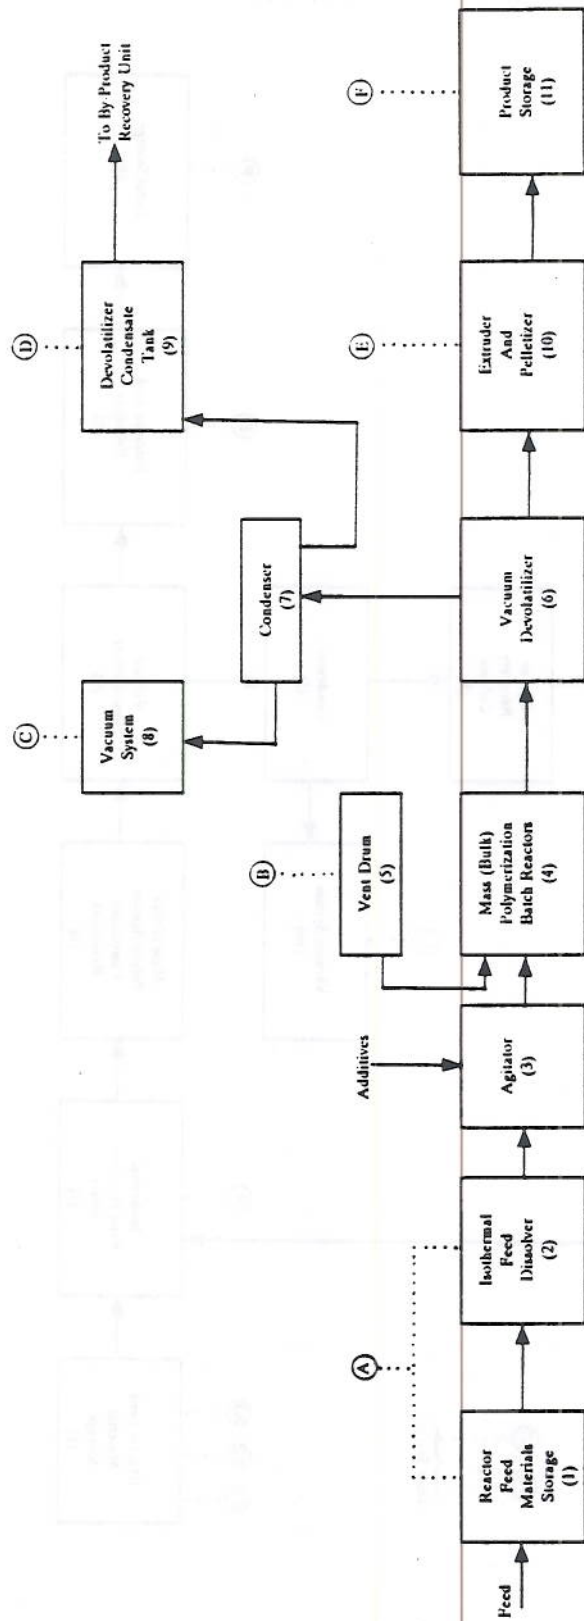 Feed
Reactor
Feed
Materials
Storage
(1)
A
Isothermal
Feed
Dissolver
(2)
Additives
Agitator
(3)
B
Vent Drum
(5)
Mass (Bulk)
Polymerization
Batch Reactors
(4)
C
Vacuum
System
(8)
Condenser
(7)
Vacuum
Devolatilizer
(6)
D
Devolatilizer
Condensate
Tank
(9)
To By-Product
Recovery Unit
E
Extruder
And
Pelletizer
(10)
F
Product
Storage
(11)